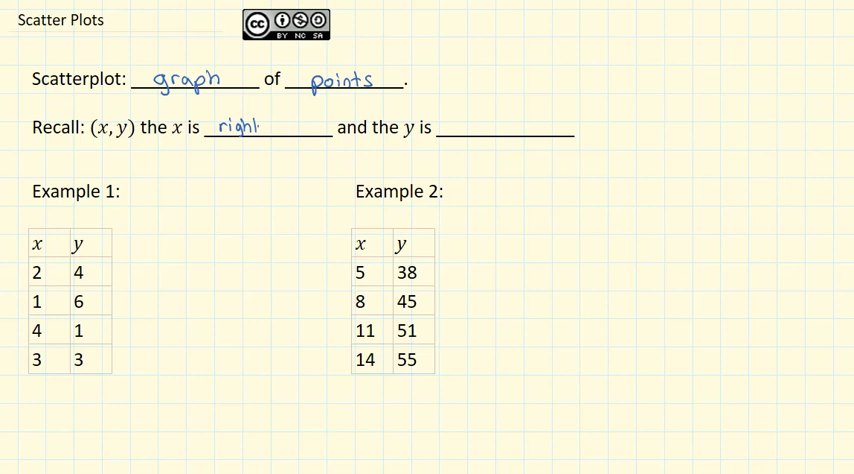 Scatter Plots
cc BY NC SA
Scatterplot: graph of points.
Recall: (x, y) the x is right and the y is
Example 1: Example 2:
x y x y
2 4 5 38
1 6 8 45
4 1 11 51
3 3 14 55